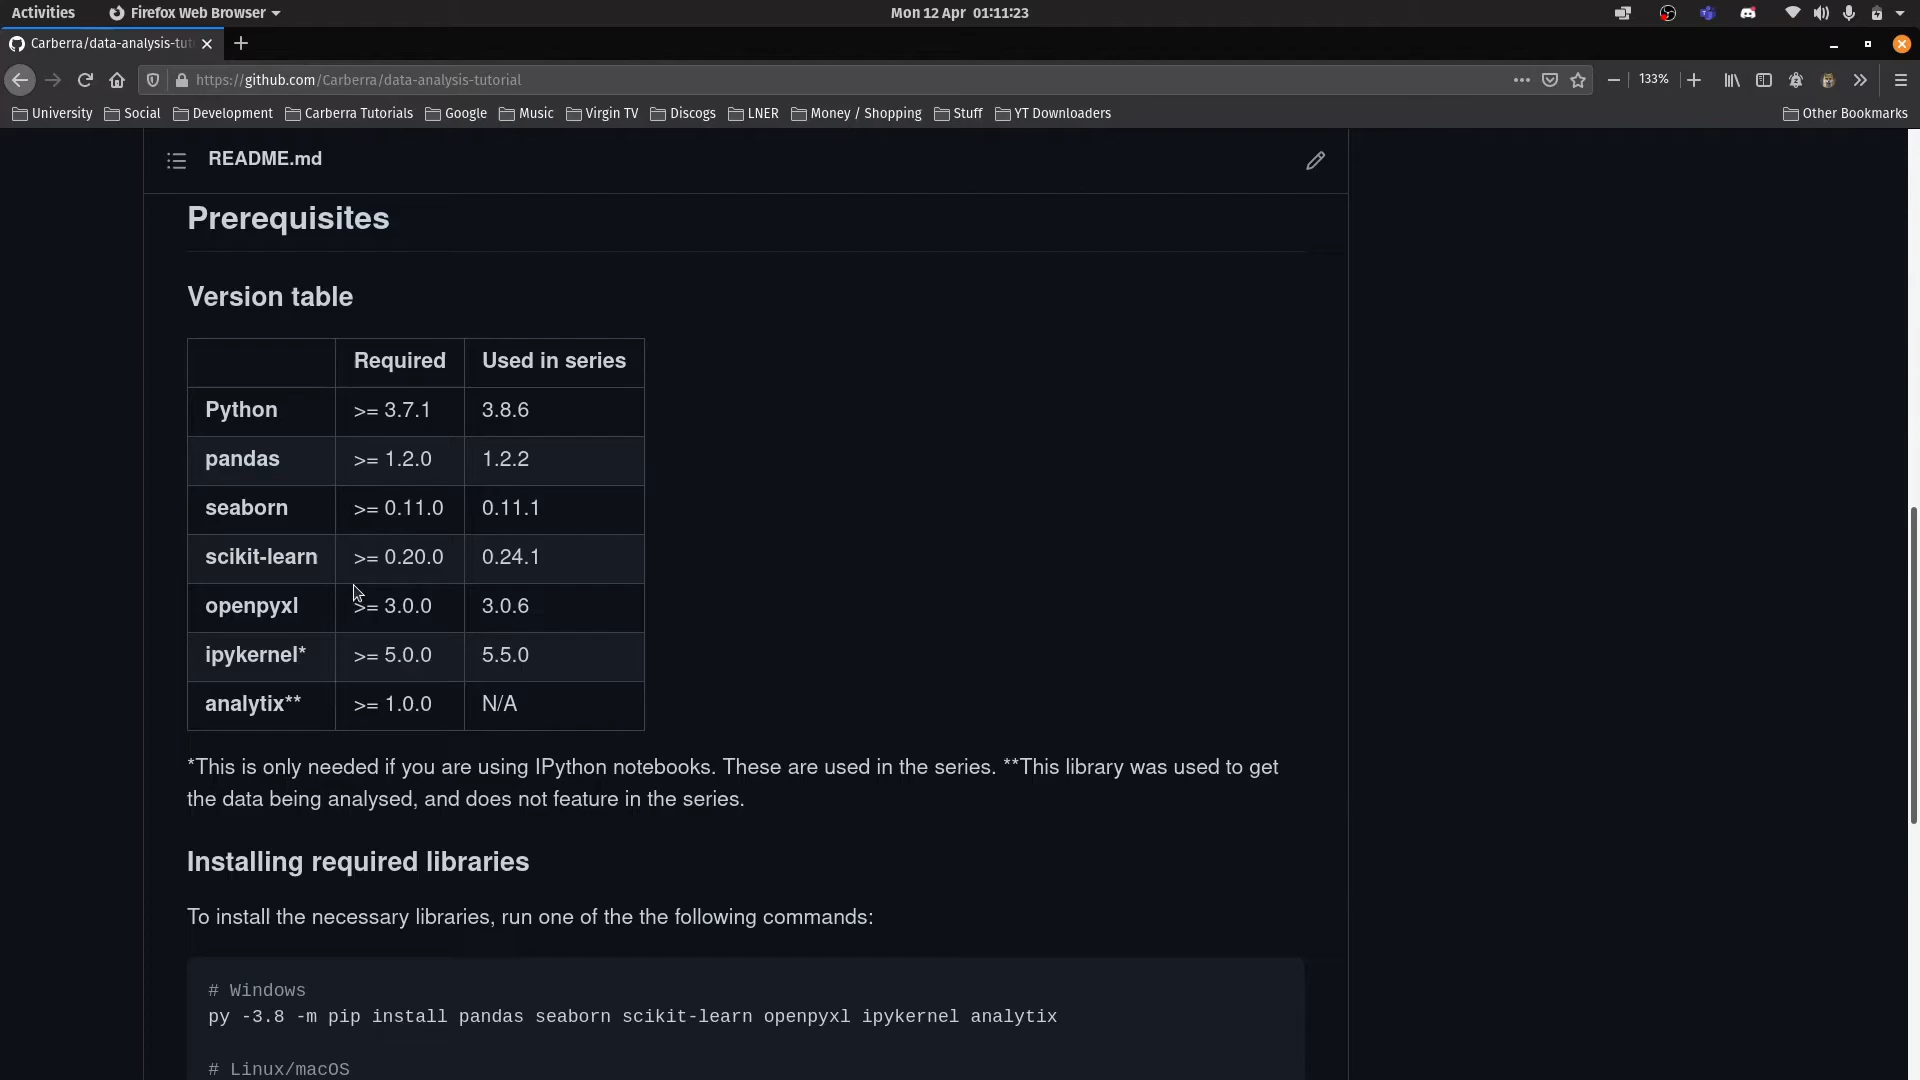 Activities Firefox Web Browser Mon 12 Apr 01:11:23
Carberra/data-analysis-tut
https://github.com/Carberra/data-analysis-tutorial 133%
University Social Development Carberra Tutorials Google Music Virgin TV Discogs LNER Money / Shopping Stuff YT Downloaders Other Bookmarks
README.md
Prerequisites
Version table
Required Used in series
Python >= 3.7.1 3.8.6
pandas >= 1.2.0 1.2.2
seaborn >= 0.11.0 0.11.1
scikit-learn >= 0.20.0 0.24.1
openpyxl >= 3.0.0 3.0.6
ipykernel* >= 5.0.0 5.5.0
analytix** >= 1.0.0 N/A
*This is only needed if you are using IPython notebooks. These are used in the series. **This library was used to get
the data being analysed, and does not feature in the series.
Installing required libraries
To install the necessary libraries, run one of the the following commands:
# Windows
py -3.8 -m pip install pandas seaborn scikit-learn openpyxl ipykernel analytix
# Linux/macOS